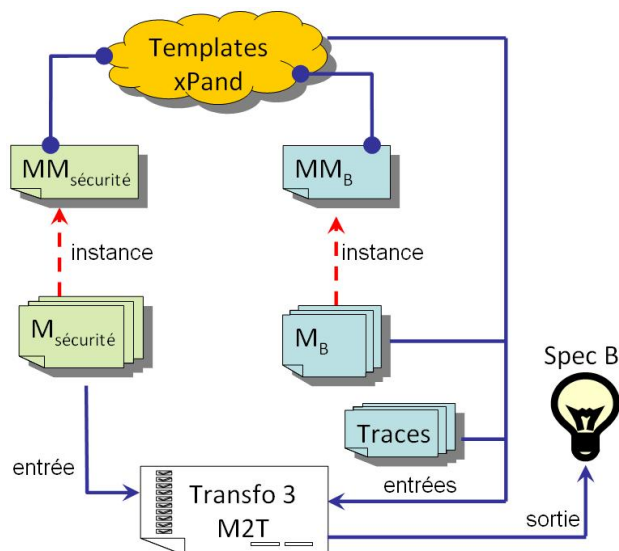 Templates
xPand
MMsécurité
MMB
instance
instance
Msécurité
MB
Spec B
Traces
entrée
entrées
Transfo 3
M2T
sortie